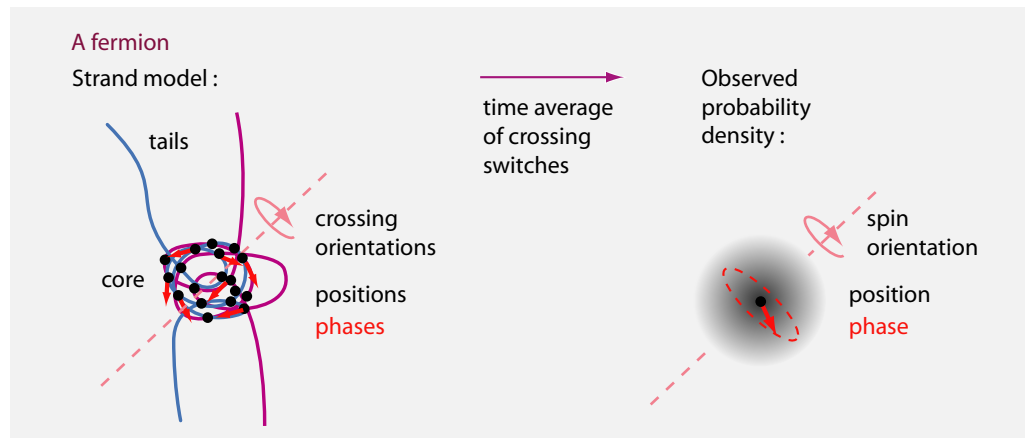 A fermion
Strand model :
tails
core
crossing
orientations
positions
phases
time average
of crossing
switches
Observed
probability
density :
spin
orientation
position
phase